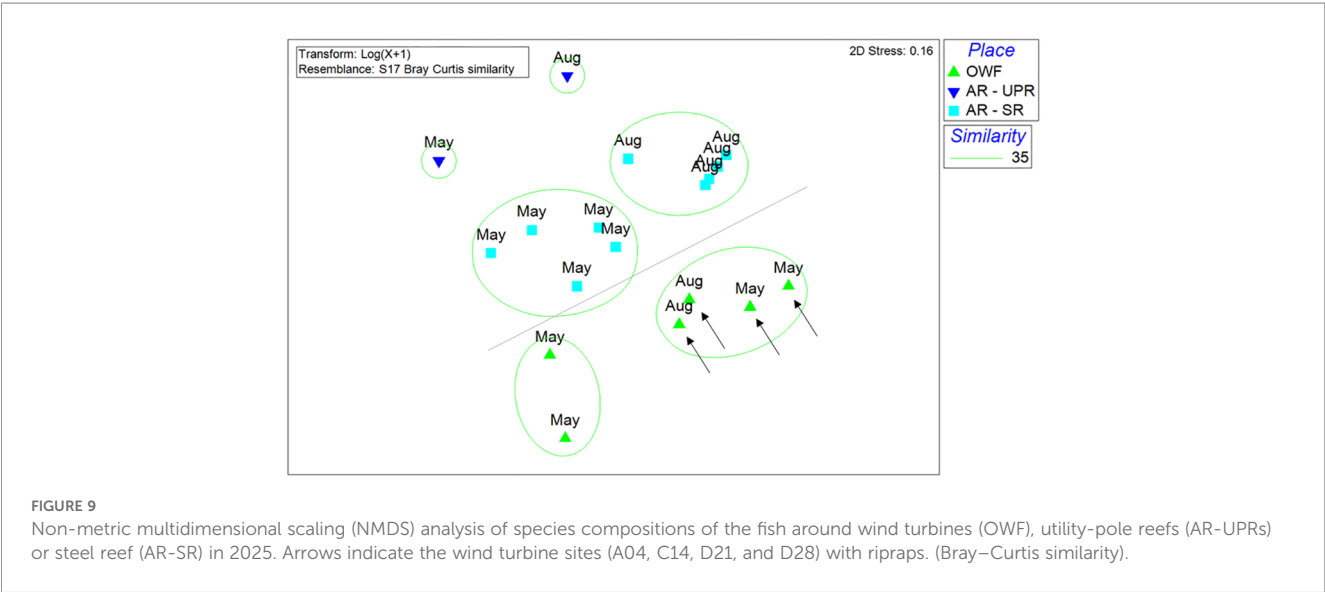 Transform: Log(X+1)
Resemblance: S17 Bray Curtis similarity
2D Stress: 0.16
Place
OWF
AR - UPR
AR - SR
Similarity
35
Aug
May
Aug
Aug
Aug
Aug
Aug
May
May
May
May
May
Aug
May
May
Aug
May
May
FIGURE 9
Non-metric multidimensional scaling (NMDS) analysis of species compositions of the fish around wind turbines (OWF), utility-pole reefs (AR-UPRs)
or steel reef (AR-SR) in 2025. Arrows indicate the wind turbine sites (A04, C14, D21, and D28) with ripraps. (Bray–Curtis similarity).